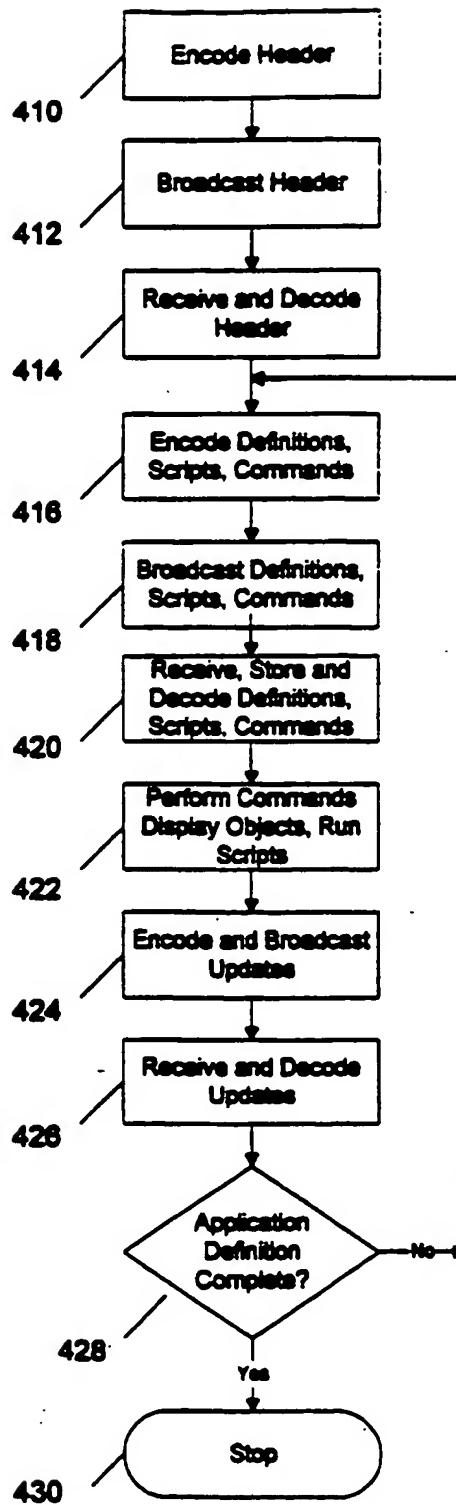 Encode Header
410
Broadcast Header
412
Receive and Decode
Header
414
Encode Definitions,
Scripts, Commands
416
Broadcast Definitions,
Scripts, Commands
418
Receive, Store and
Decode Definitions,
Scripts, Commands
420
Perform Commands
Display Objects, Run
Scripts
422
Encode and Broadcast
Updates
424
Receive and Decode
Updates
426
Application
Definition
Complete?
No
428
Yes
Stop
430